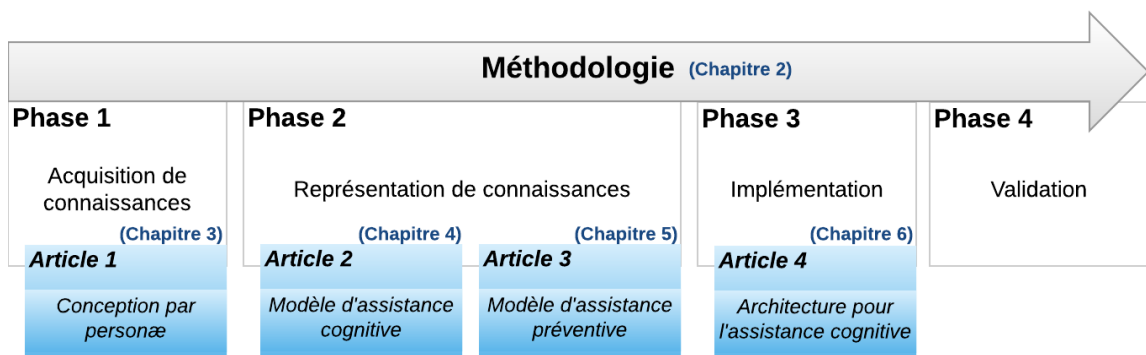 Méthodologie (Chapitre 2)
Phase 1
Acquisition de
connaissances
(Chapitre 3)
Article 1
Conception par
personæ
Phase 2
Représentation de connaissances
(Chapitre 4)
Article 2
Modèle d'assistance
cognitive
(Chapitre 5)
Article 3
Modèle d'assistance
préventive
Phase 3
Implémentation
(Chapitre 6)
Article 4
Architecture pour
l'assistance cognitive
Phase 4
Validation